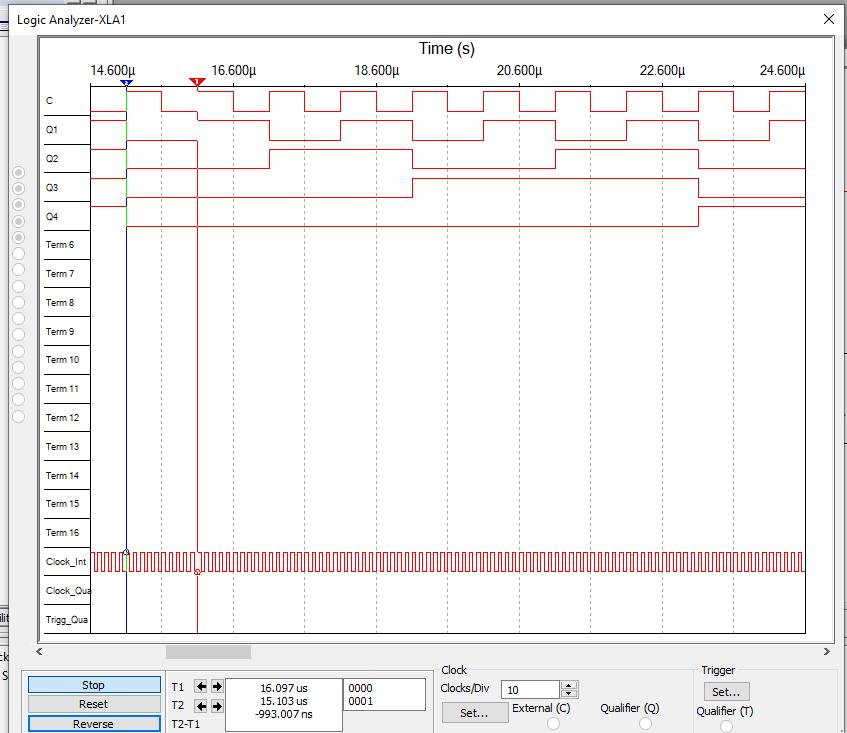 Logic Analyzer-XLA1
Time (s)
14.600µ 16.600µ 18.600µ 20.600µ 22.600µ 24.600µ
2 1
C
Q1
Q2
Q3
Q4
Term 6
Term 7
Term 8
Term 9
Term 10
Term 11
Term 12
Term 13
Term 14
Term 15
Term 16
Clock_Int
Clock_Qua
Trigg_Qua
Stop
Reset
Reverse
T1
T2
T2-T1
16.097 us
15.103 us
-993.007 ns
0000
0001
Clock
Clocks/Div 10
Set...
External (C)
Qualifier (Q)
Trigger
Set...
Qualifier (T)